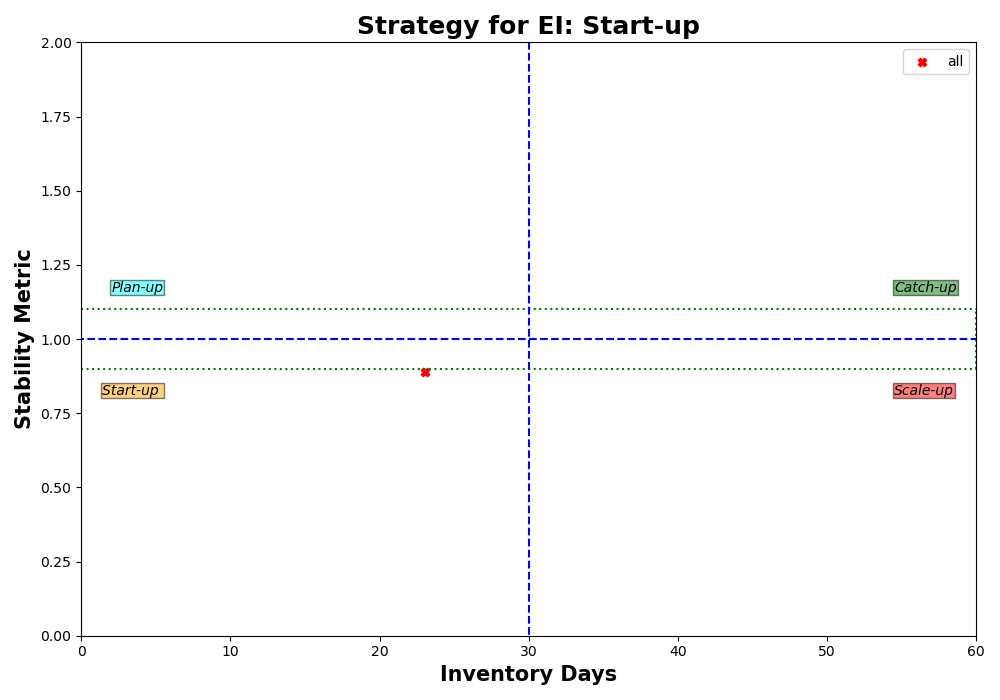 Strategy for EI: Start-up
all
2.00
1.75
1.50
1.25
1.00
0.75
0.50
0.25
0.00
Stability Metric
Plan-up
Catch-up
Start-up
Scale-up
0 10 20 30 40 50 60
Inventory Days